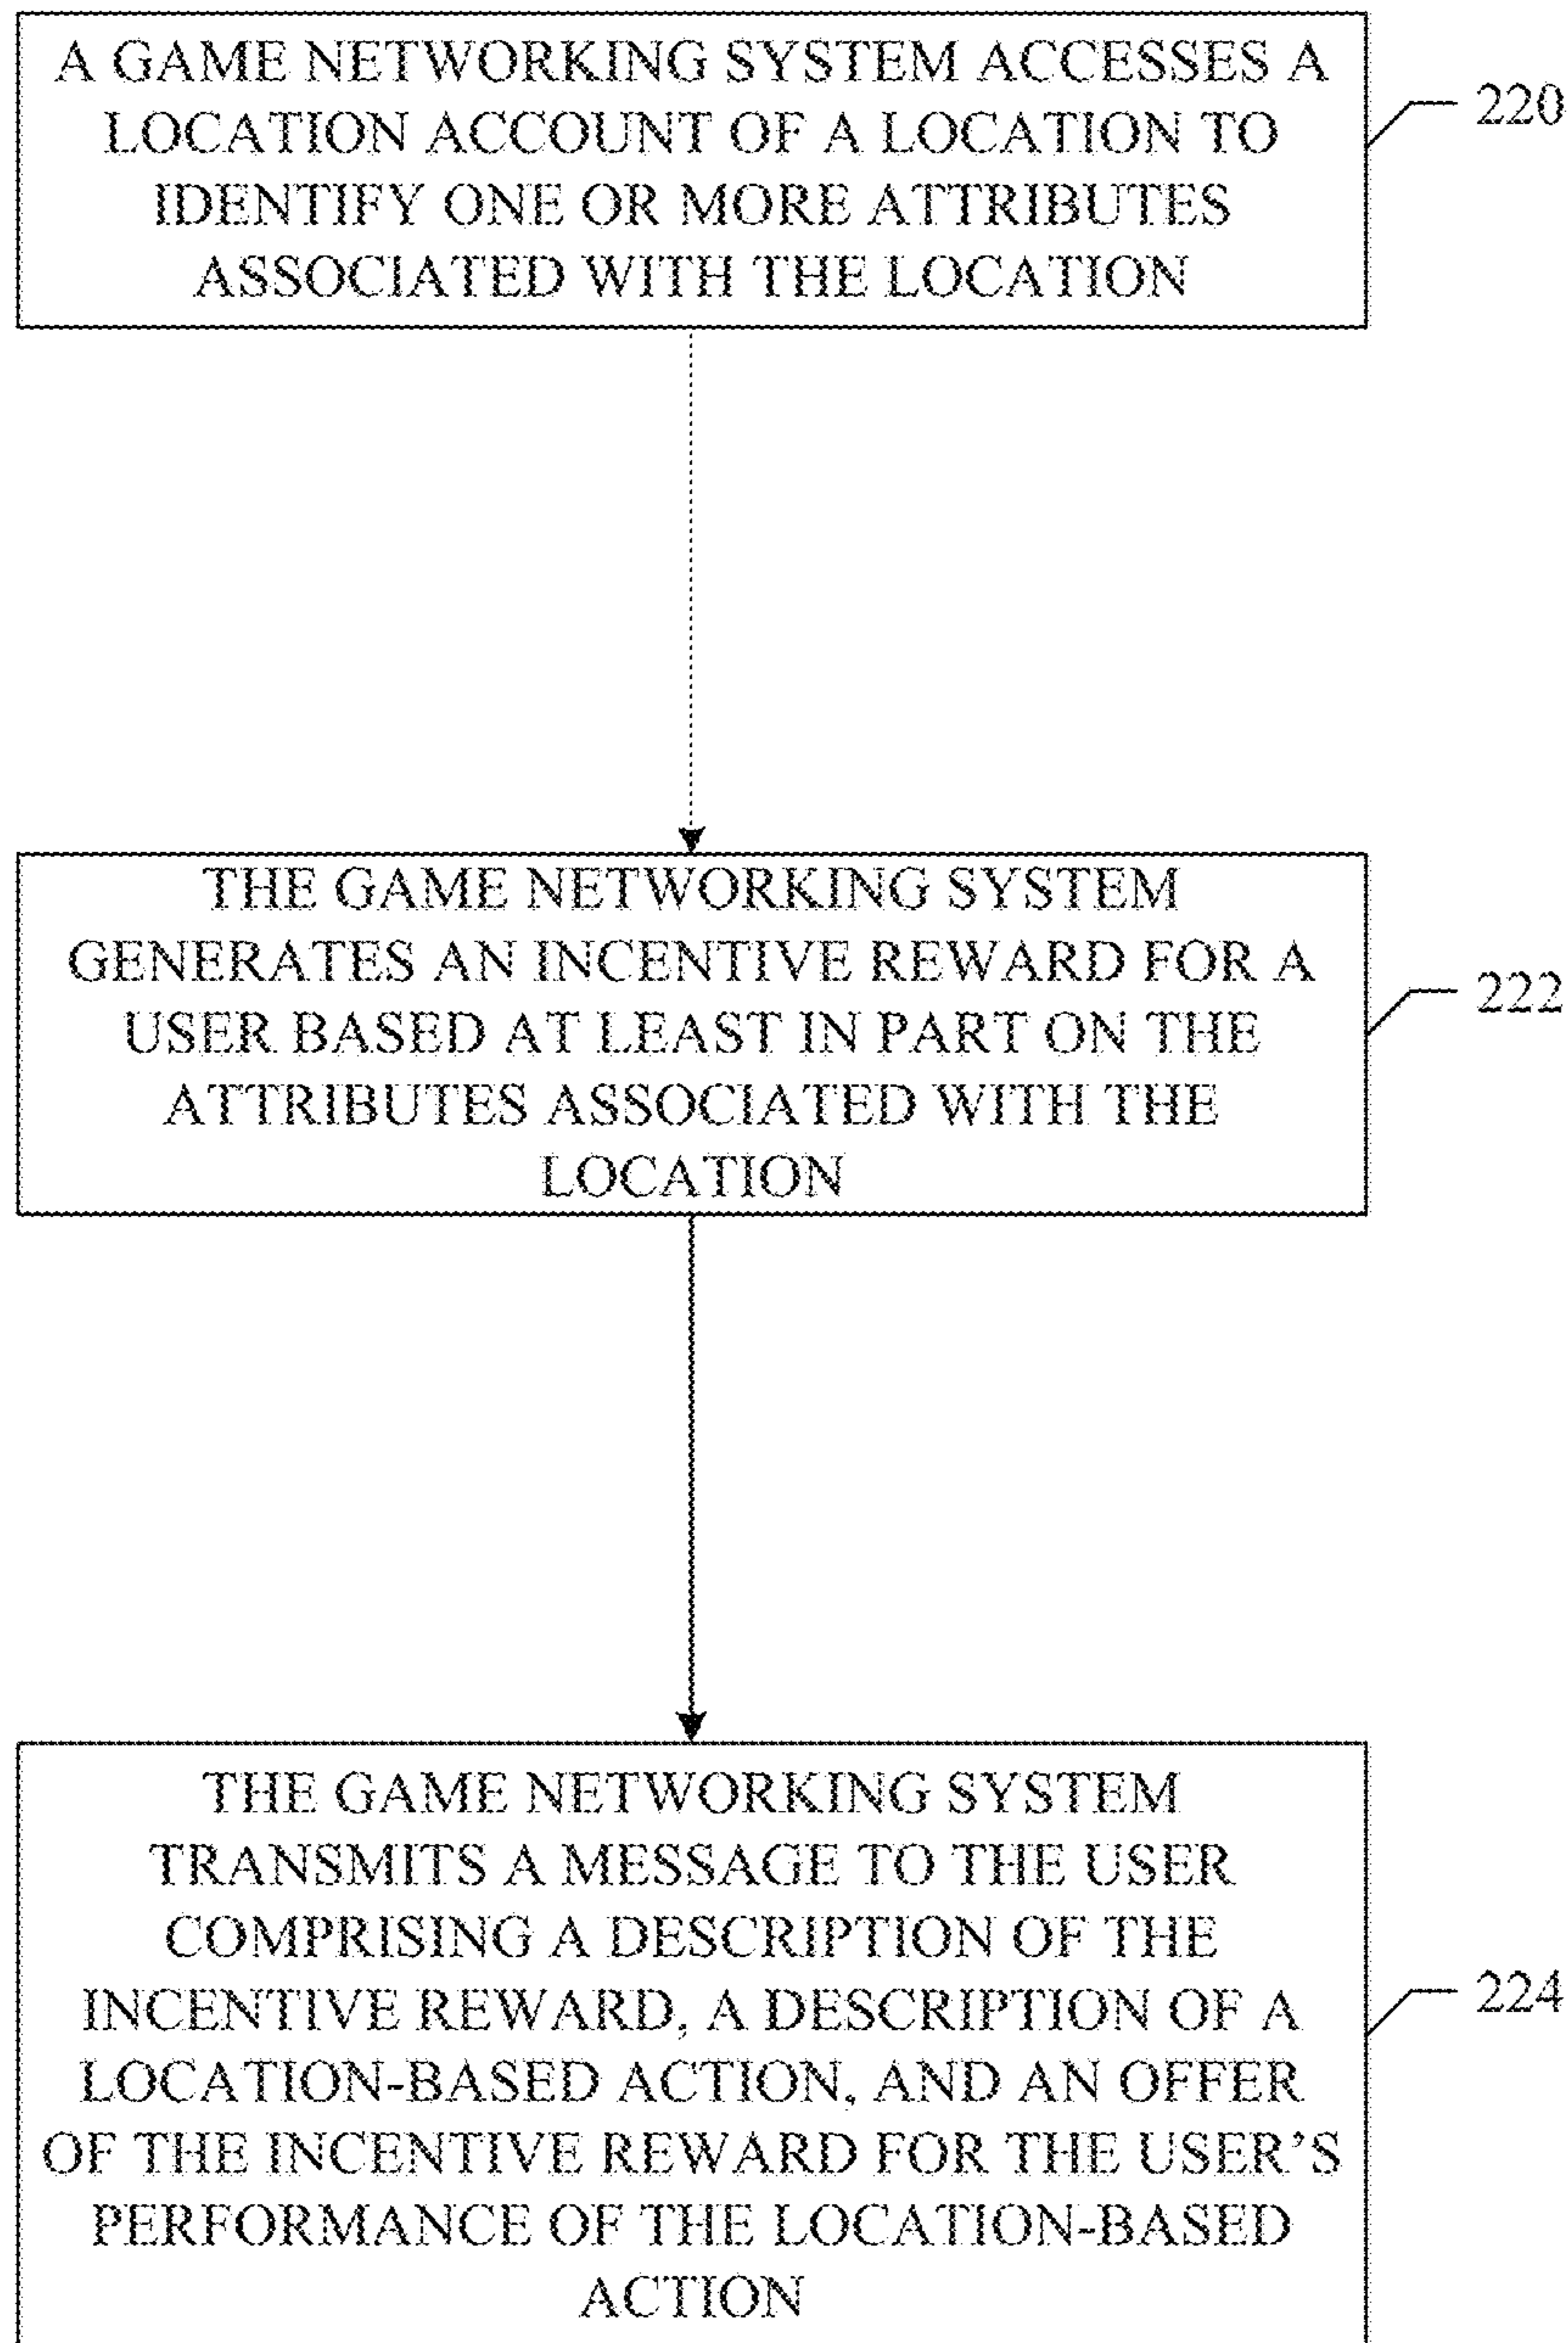 A GAME NETWORKING SYSTEM ACCESSES A
LOCATION ACCOUNT OF A LOCATION TO
IDENTIFY ONE OR MORE ATTRIBUTES
ASSOCIATED WITH THE LOCATION
220
THE GAME NETWORKING SYSTEM
GENERATES AN INCENTIVE REWARD FOR A
USER BASED AT LEAST IN PART ON THE
ATTRIBUTES ASSOCIATED WITH THE
LOCATION
222
THE GAME NETWORKING SYSTEM
TRANSMITS A MESSAGE TO THE USER
COMPRISING A DESCRIPTION OF THE
INCENTIVE REWARD, A DESCRIPTION OF A
LOCATION-BASED ACTION, AND AN OFFER
OF THE INCENTIVE REWARD FOR THE USER’S
PERFORMANCE OF THE LOCATION-BASED
ACTION
224